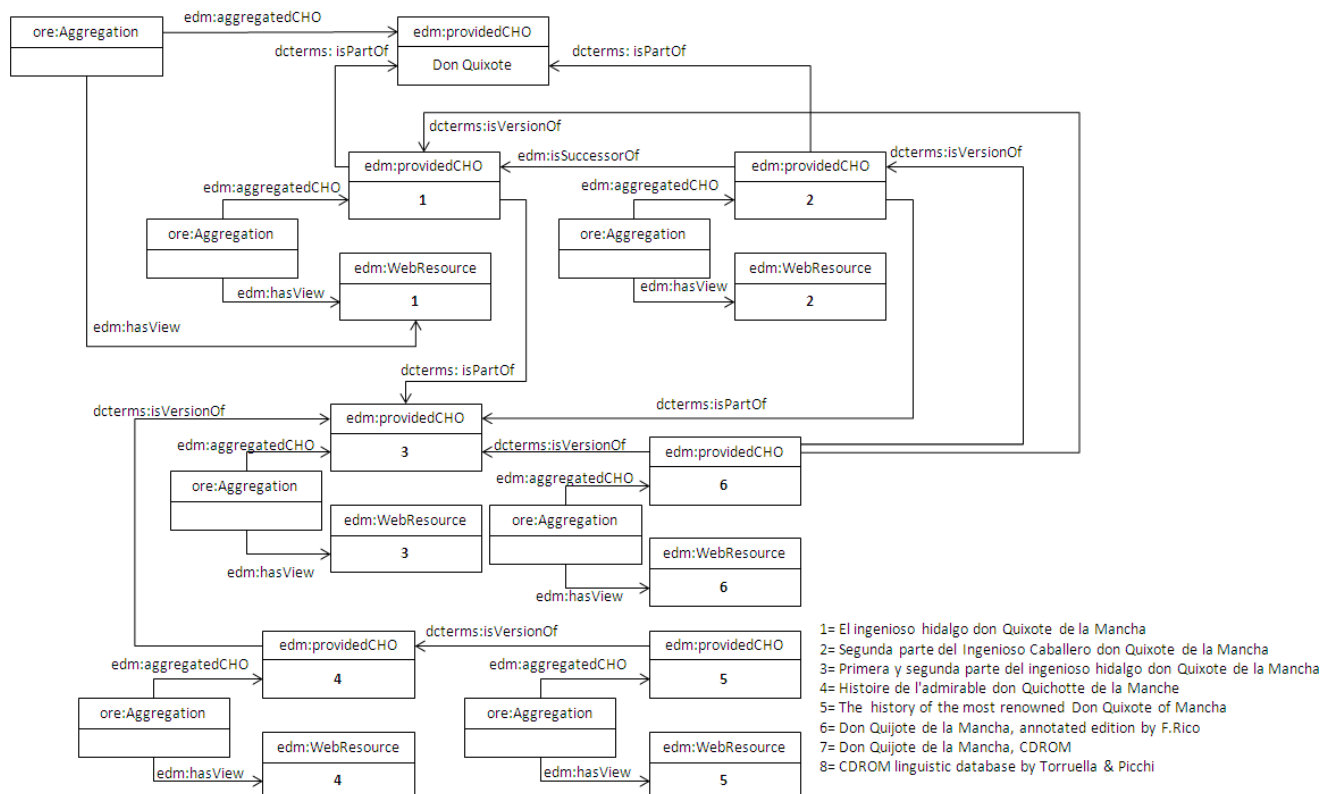 edm:aggregatedCHO
ore:Aggregation
edm:providedCHO
dcterms: isPartOf
dcterms: isPartOf
Don Quixote
dcterms:isVersionOf
edm:providedCHO
edm:isSuccessorOf
edm:providedCHO
dcterms:isVersionOf
edm:aggregatedCHO
1
edm:aggregatedCHO
2
ore:Aggregation
ore:Aggregation
edm:WebResource
edm:WebResource
edm:hasView
1
edm:hasView
2
edm:hasView
dcterms: isPartOf
dcterms:isVersionOf
edm:providedCHO
dcterms:isPartOf
edm:aggregatedCHO
3
dcterms:isVersionOf
edm:providedCHO
ore:Aggregation
edm:aggregatedCHO
6
edm:WebResource
ore:Aggregation
3
edm:WebResource
edm:hasView
6
edm:hasView
edm:providedCHO
dcterms:isVersionOf
edm:providedCHO
edm:aggregatedCHO
4
edm:aggregatedCHO
5
ore:Aggregation
ore:Aggregation
edm:WebResource
edm:WebResource
edm:hasView
4
edm:hasView
5
1= El ingenioso hidalgo don Quixote de la Mancha
2= Segunda parte del Ingenioso Caballero don Quixote de la Mancha
3= Primera y segunda parte del ingenioso hidalgo don Quixote de la Mancha
4= Histoire de l'admirable don Quichotte de la Manche
5= The history of the most renowned Don Quixote of Mancha
6= Don Quijote de la Mancha, annotated edition by F.Rico
7= Don Quijote de la Mancha, CDROM
8= CDROM linguistic database by Torruella & Picchi